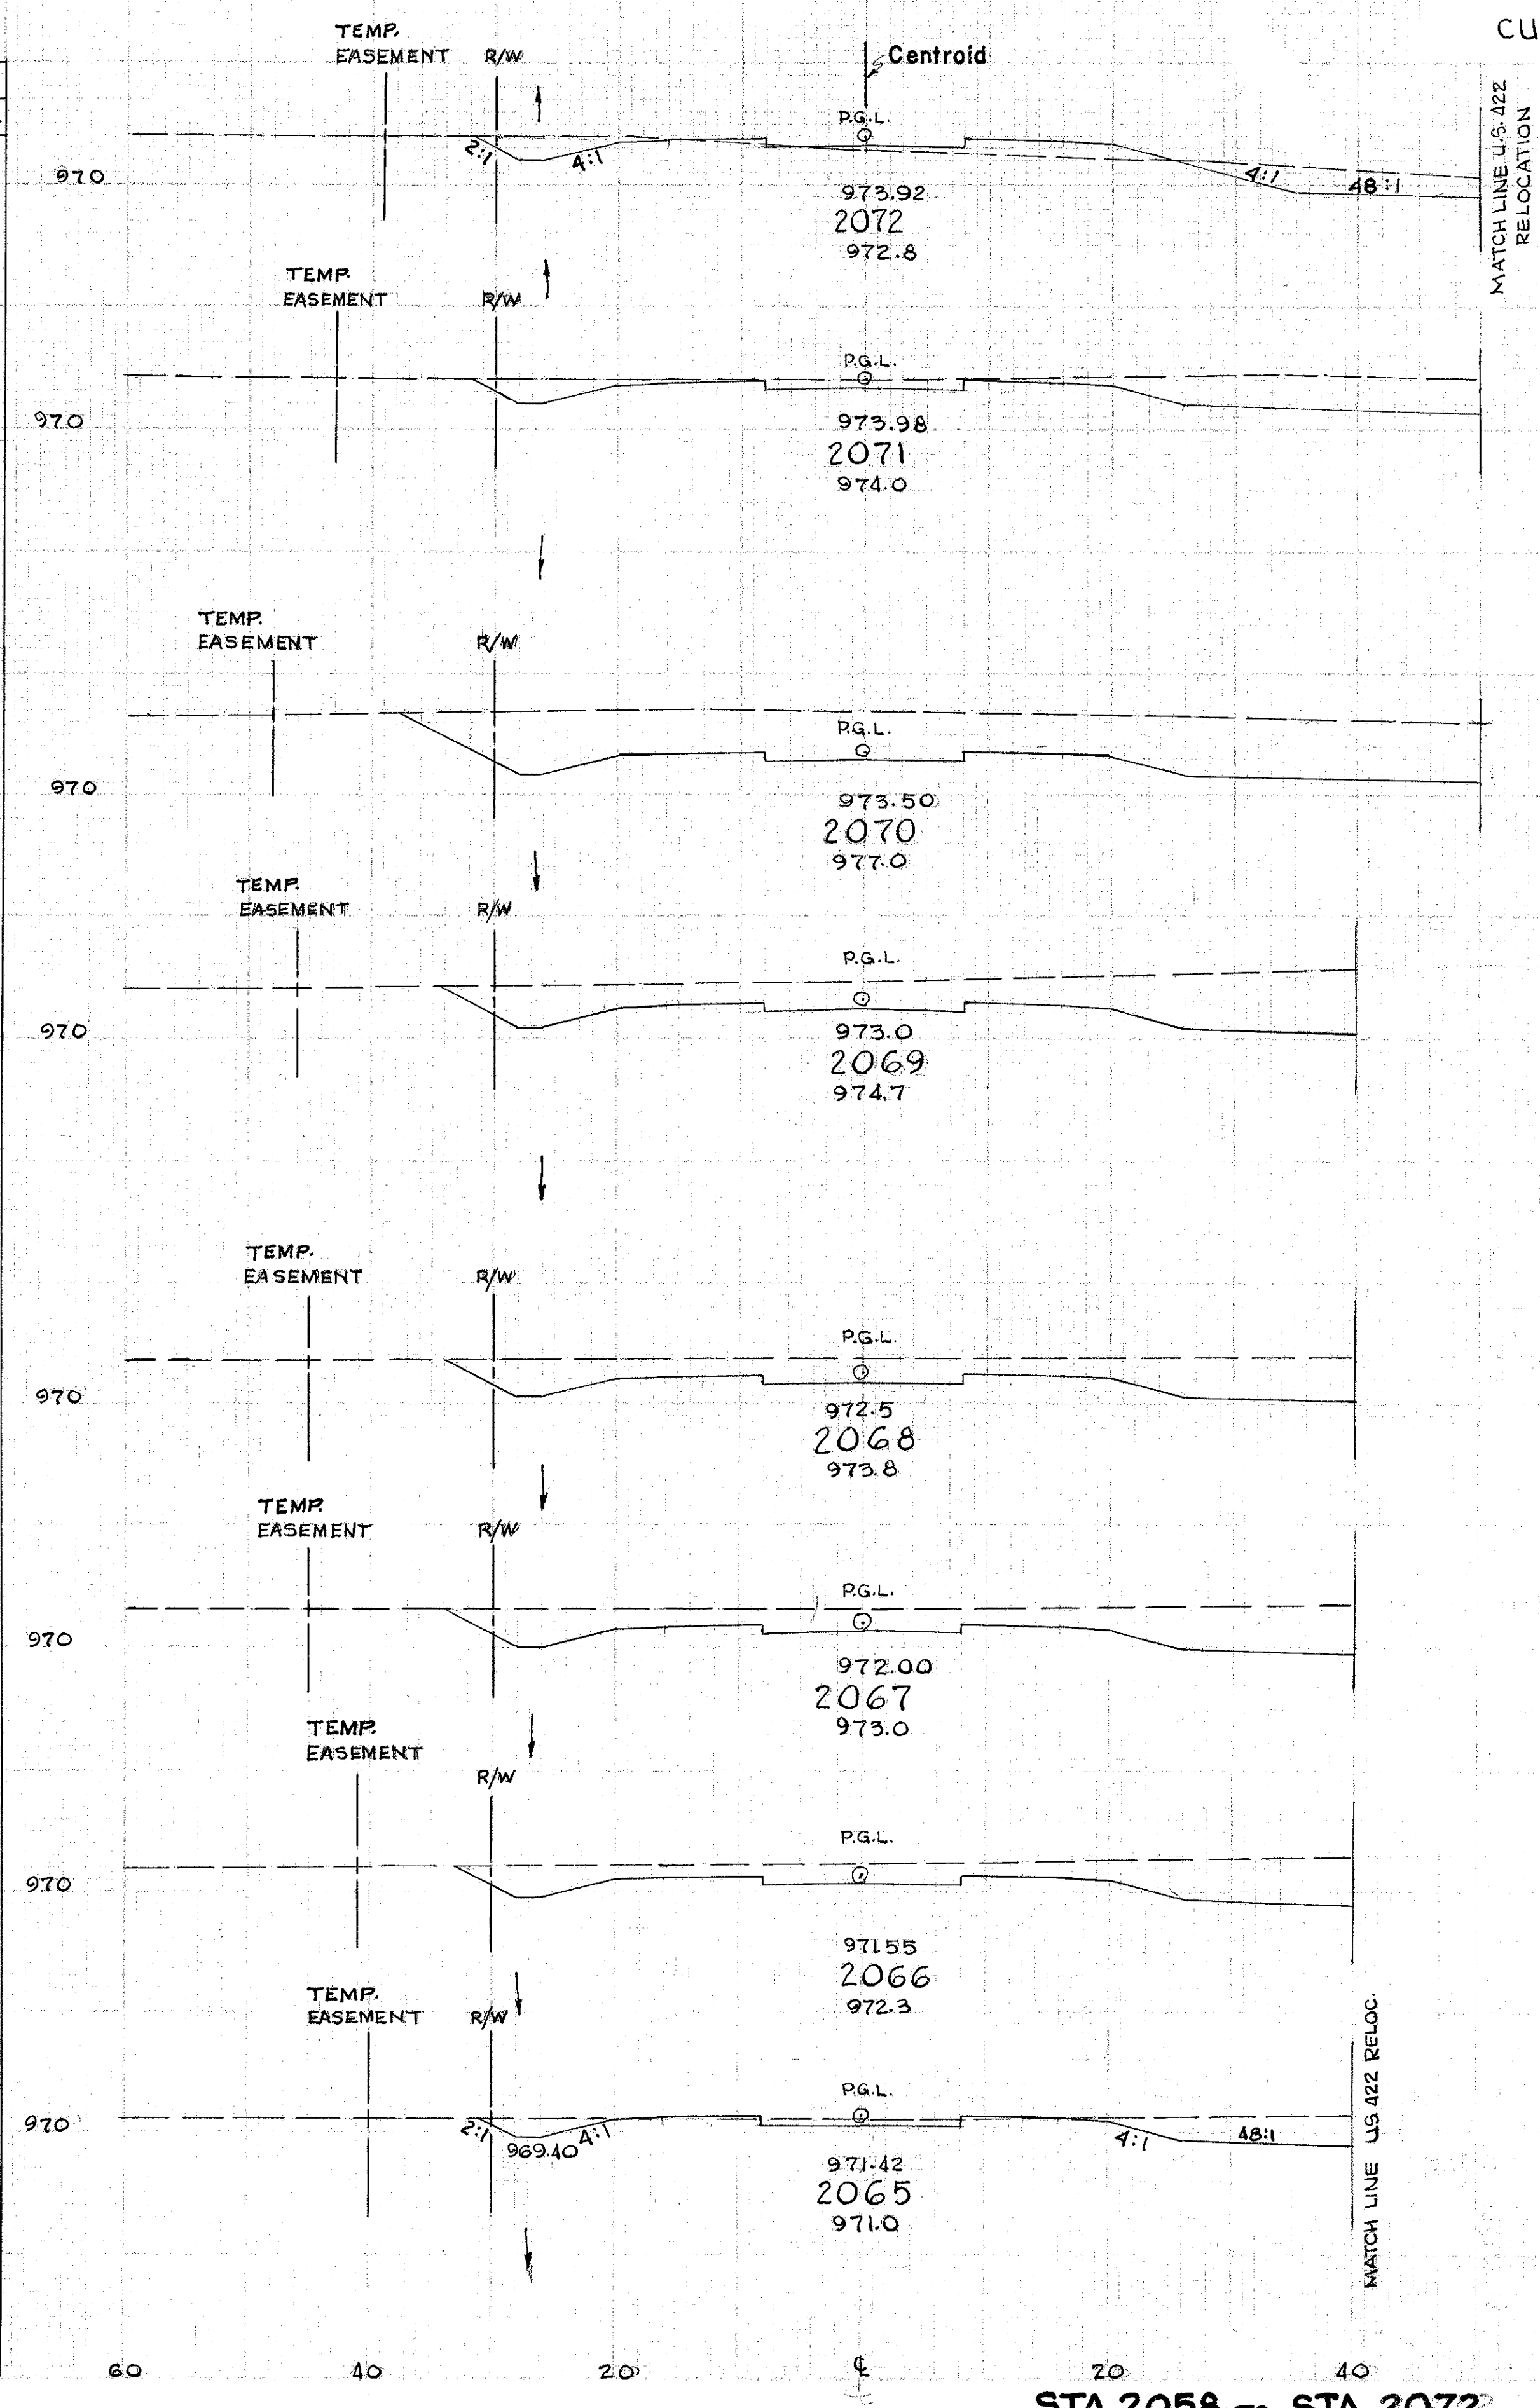 CU
TEMP.
EASEMENT R/W
Centroid
P.G.L.
2:1 4:1
4:1 48:1
970
973.92
2072
972.8
MATCH LINE U.S. 422
RELOCATION
TEMP.
EASEMENT R/W
P.G.L.
970
973.98
2071
974.0
TEMP.
EASEMENT R/W
P.G.L.
970
973.50
2070
977.0
TEMP.
EASEMENT R/W
P.G.L.
970
973.0
2069
974.7
TEMP.
EASEMENT R/W
P.G.L.
970
972.5
2068
973.8
TEMP.
EASEMENT R/W
P.G.L.
970
972.00
2067
973.0
TEMP.
EASEMENT
R/W
P.G.L.
970
971.55
2066
972.3
TEMP.
EASEMENT R/W
P.G.L.
970
2:1 969.40 4:1
4:1 48:1
971.42
2065
971.0
MATCH LINE US 422 RELOC.
60 40 20 ℄ 20 40
STA. 2058 TO STA. 2072